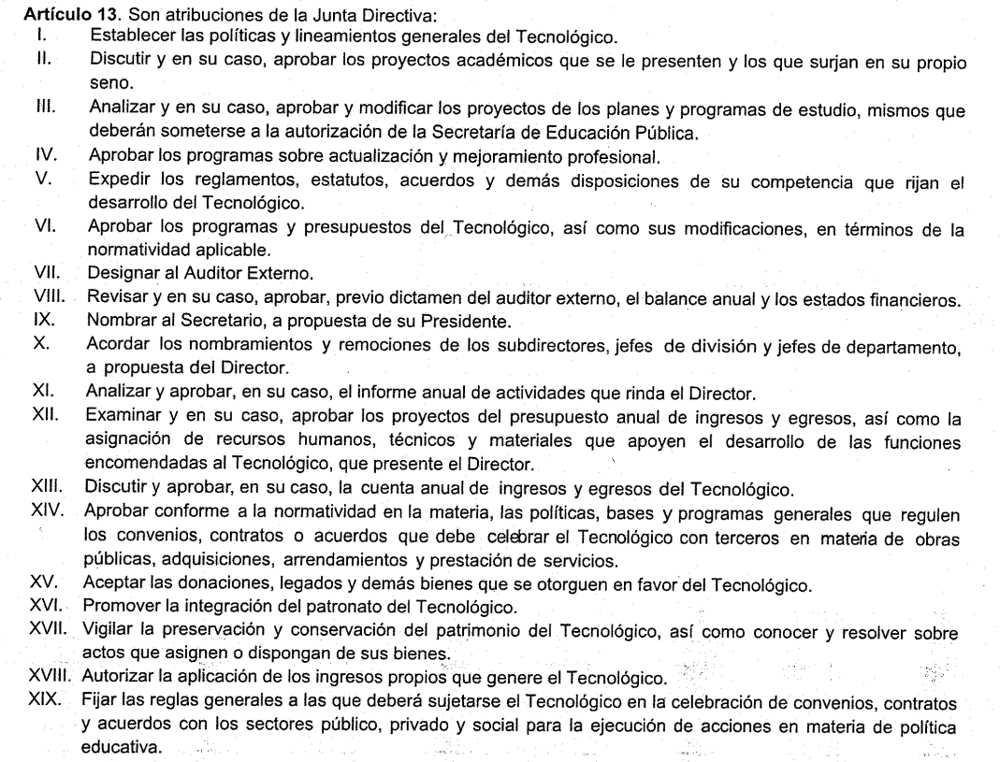 Artículo 13. Son atribuciones de la Junta Directiva:
I. Establecer las políticas y lineamientos generales del Tecnológico.
II. Discutir y en su caso, aprobar los proyectos académicos que se le presenten y los que surjan en su propio
seno.
III. Analizar y en su caso, aprobar y modificar los proyectos de los planes y programas de estudio, mismos que
deberán someterse a la autorización de la Secretaría de Educación Pública.
IV. Aprobar los programas sobre actualización y mejoramiento profesional.
V. Expedir los reglamentos, estatutos, acuerdos y demás disposiciones de su competencia que rijan el
desarrollo del Tecnológico.
VI. Aprobar los programas y presupuestos del Tecnológico, así como sus modificaciones, en términos de la
normatividad aplicable.
VII. Designar al Auditor Externo.
VIII. Revisar y en su caso, aprobar, previo dictamen del auditor externo, el balance anual y los estados financieros.
IX. Nombrar al Secretario, a propuesta de su Presidente.
X. Acordar los nombramientos y remociones de los subdirectores, jefes de división y jefes de departamento,
a propuesta del Director.
XI. Analizar y aprobar, en su caso, el informe anual de actividades que rinda el Director.
XII. Examinar y en su caso, aprobar los proyectos del presupuesto anual de ingresos y egresos, así como la
asignación de recursos humanos, técnicos y materiales que apoyen el desarrollo de las funciones
encomendadas al Tecnológico, que presente el Director.
XIII. Discutir y aprobar, en su caso, la cuenta anual de ingresos y egresos del Tecnológico.
XIV. Aprobar conforme a la normatividad en la materia, las políticas, bases y programas generales que regulen
los convenios, contratos o acuerdos que debe celebrar el Tecnológico con terceros en materia de obras
públicas, adquisiciones, arrendamientos y prestación de servicios.
XV. Aceptar las donaciones, legados y demás bienes que se otorguen en favor del Tecnológico.
XVI. Promover la integración del patronato del Tecnológico.
XVII. Vigilar la preservación y conservación del patrimonio del Tecnológico, así como conocer y resolver sobre
actos que asignen o dispongan de sus bienes.
XVIII. Autorizar la aplicación de los ingresos propios que genere el Tecnológico.
XIX. Fijar las reglas generales a las que deberá sujetarse el Tecnológico en la celebración de convenios, contratos
y acuerdos con los sectores público, privado y social para la ejecución de acciones en materia de política
educativa.